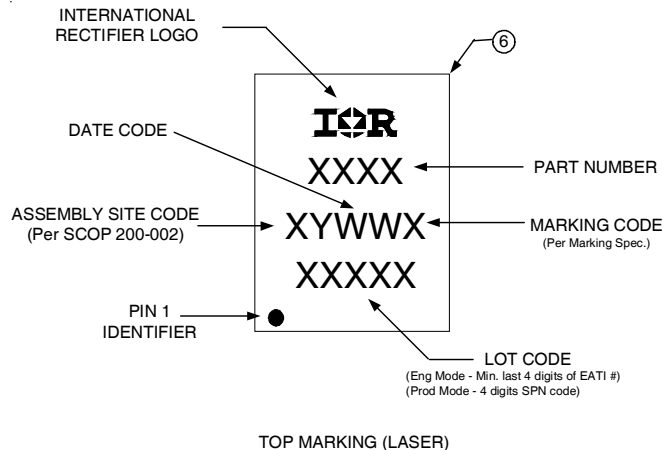 INTERNATIONAL
RECTIFIER LOGO
6
IOR
DATE CODE
XXXX
PART NUMBER
ASSEMBLY SITE CODE
(Per SCOP 200-002)
XYWWX
MARKING CODE
(Per Marking Spec.)
XXXXX
PIN 1
IDENTIFIER
LOT CODE
(Eng Mode - Min. last 4 digits of EATI #)
(Prod Mode - 4 digits SPN code)
TOP MARKING (LASER)